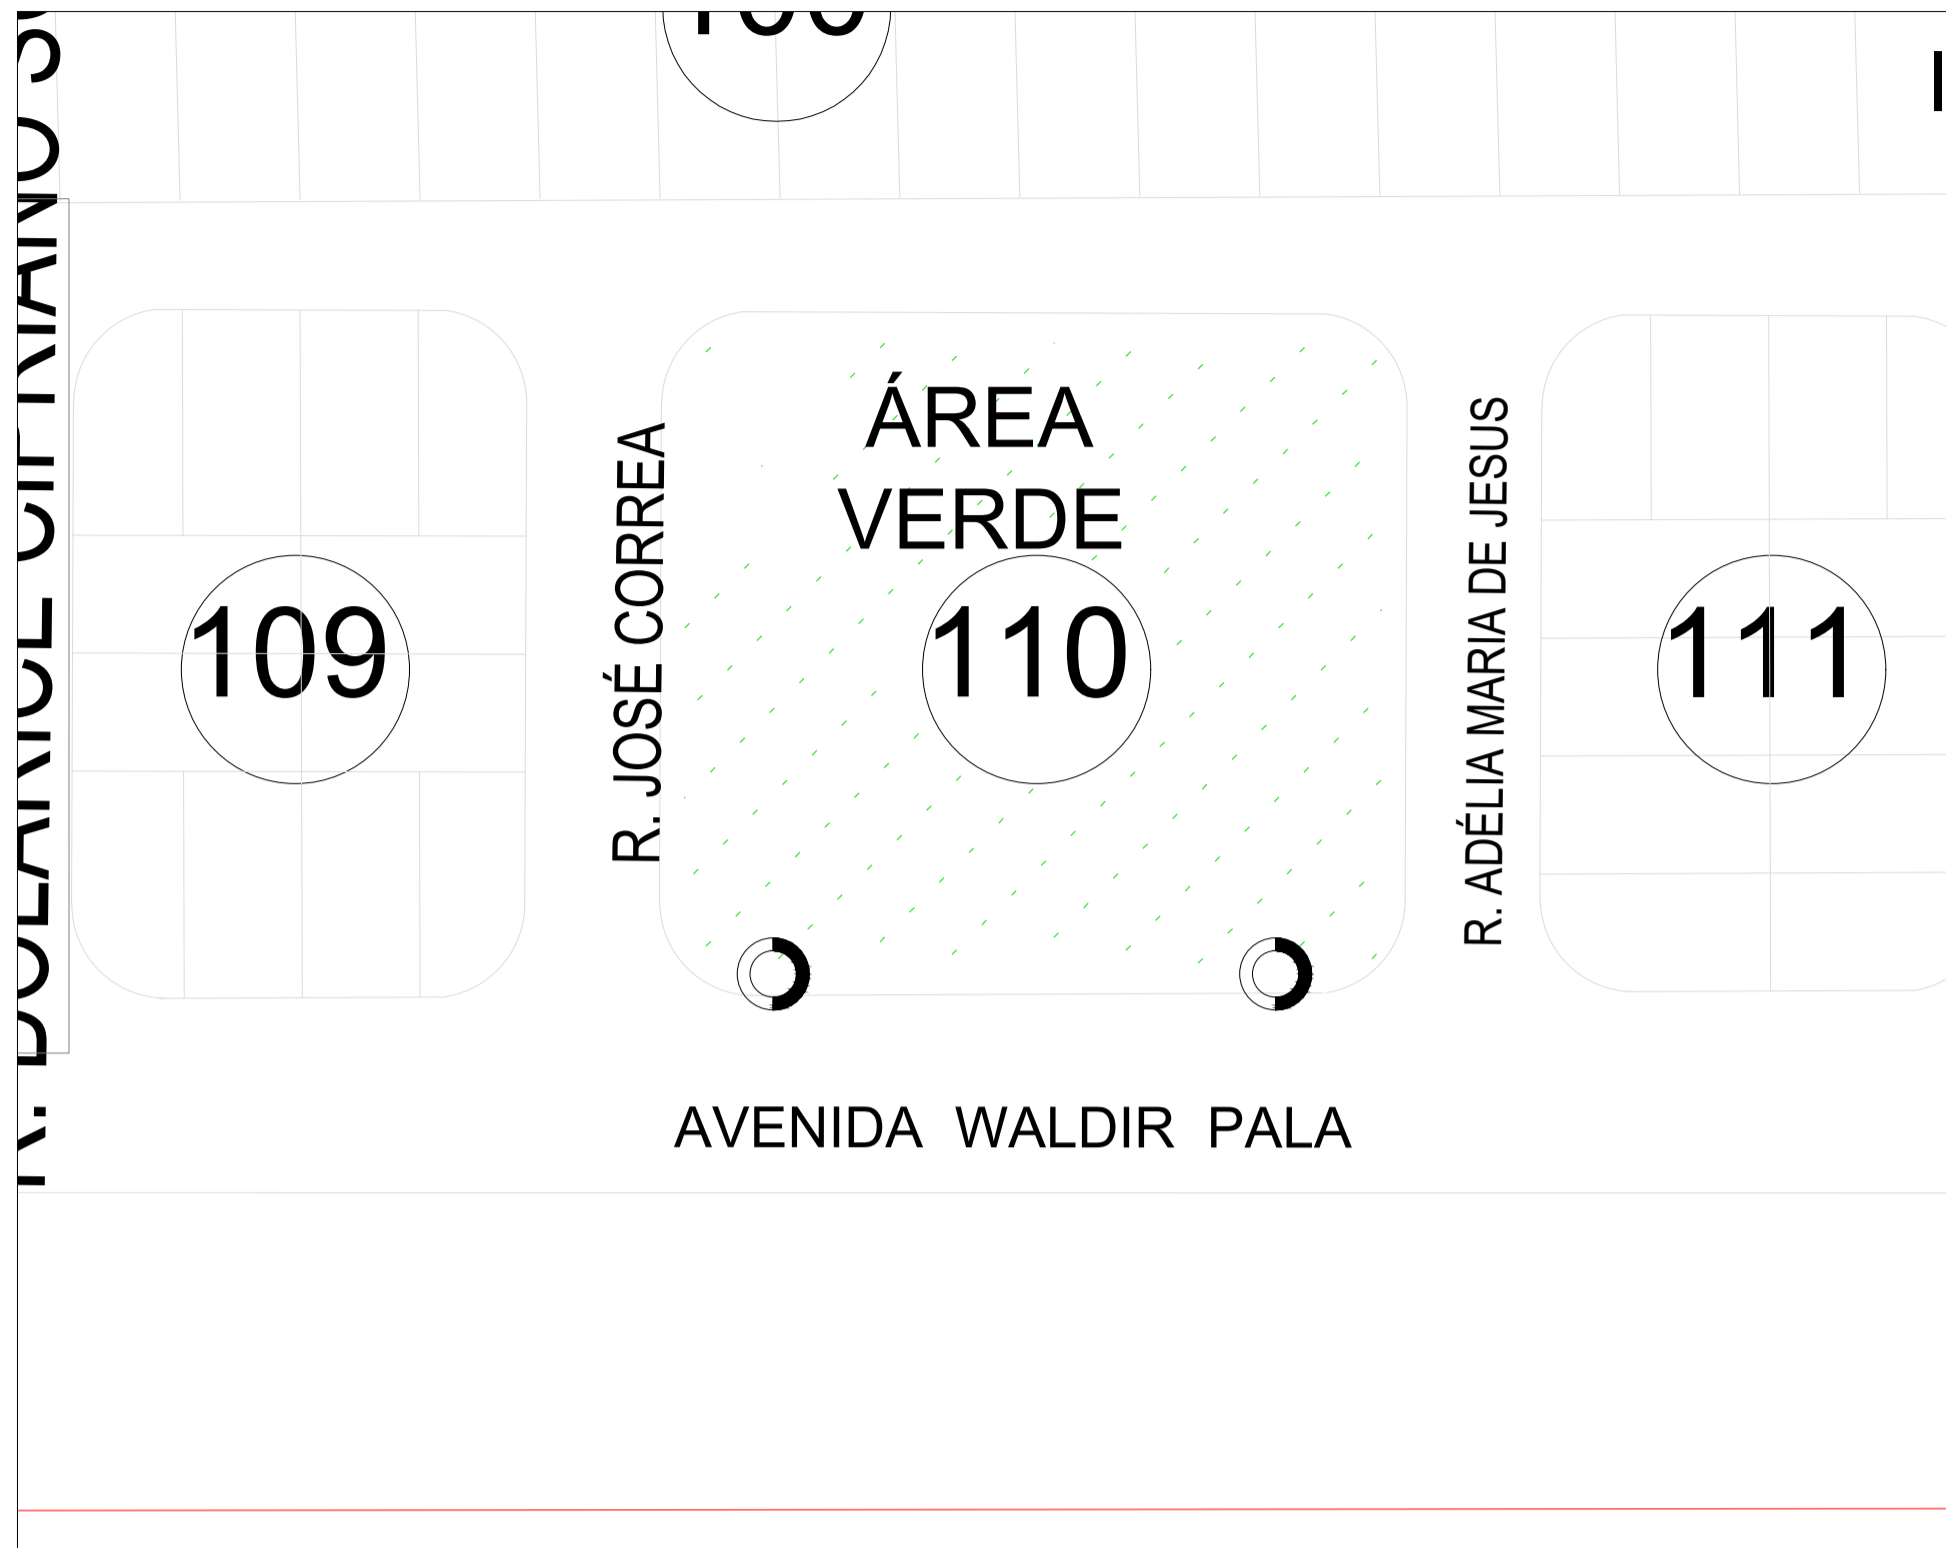 ÁREA
VERDE
109
110
111
R. JOSÉ CORREA
R. ADÉLIA MARIA DE JESUS
AVENIDA WALDIR PALA